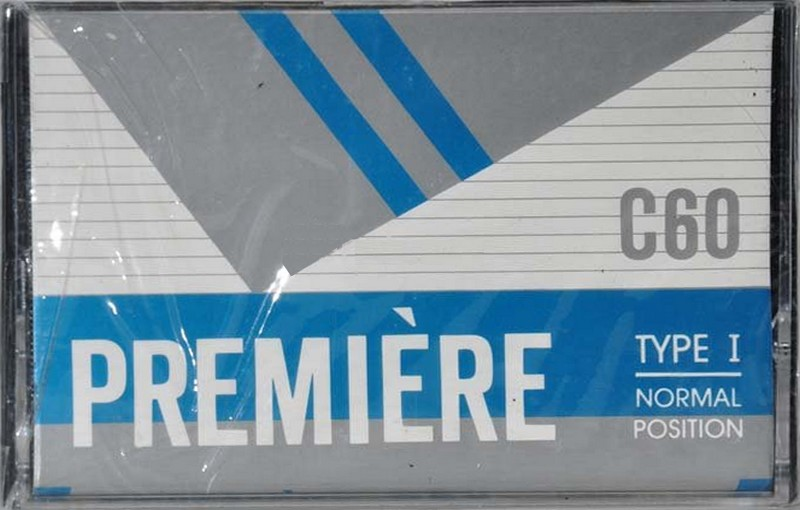 C60
PREMIÈRE
TYPE I
NORMAL
POSITION